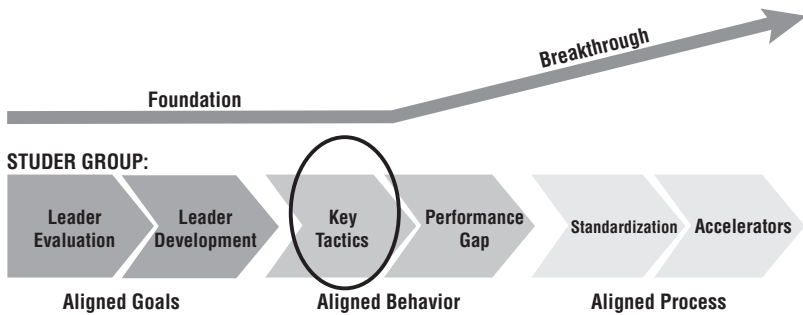 Breakthrough
Foundation
STUDER GROUP:
Leader
Evaluation
Leader
Development
Key
Tactics
Performance
Gap
Standardization
Accelerators
Aligned Goals
Aligned Behavior
Aligned Process